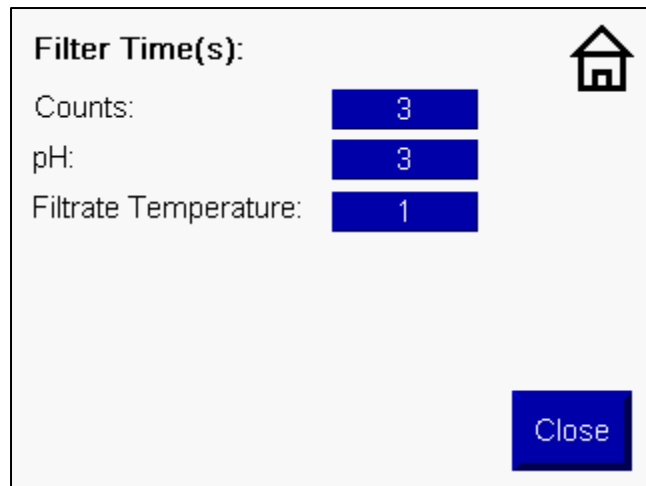 Filter Time(s):
Counts: 3
pH: 3
Filtrate Temperature: 1
Close